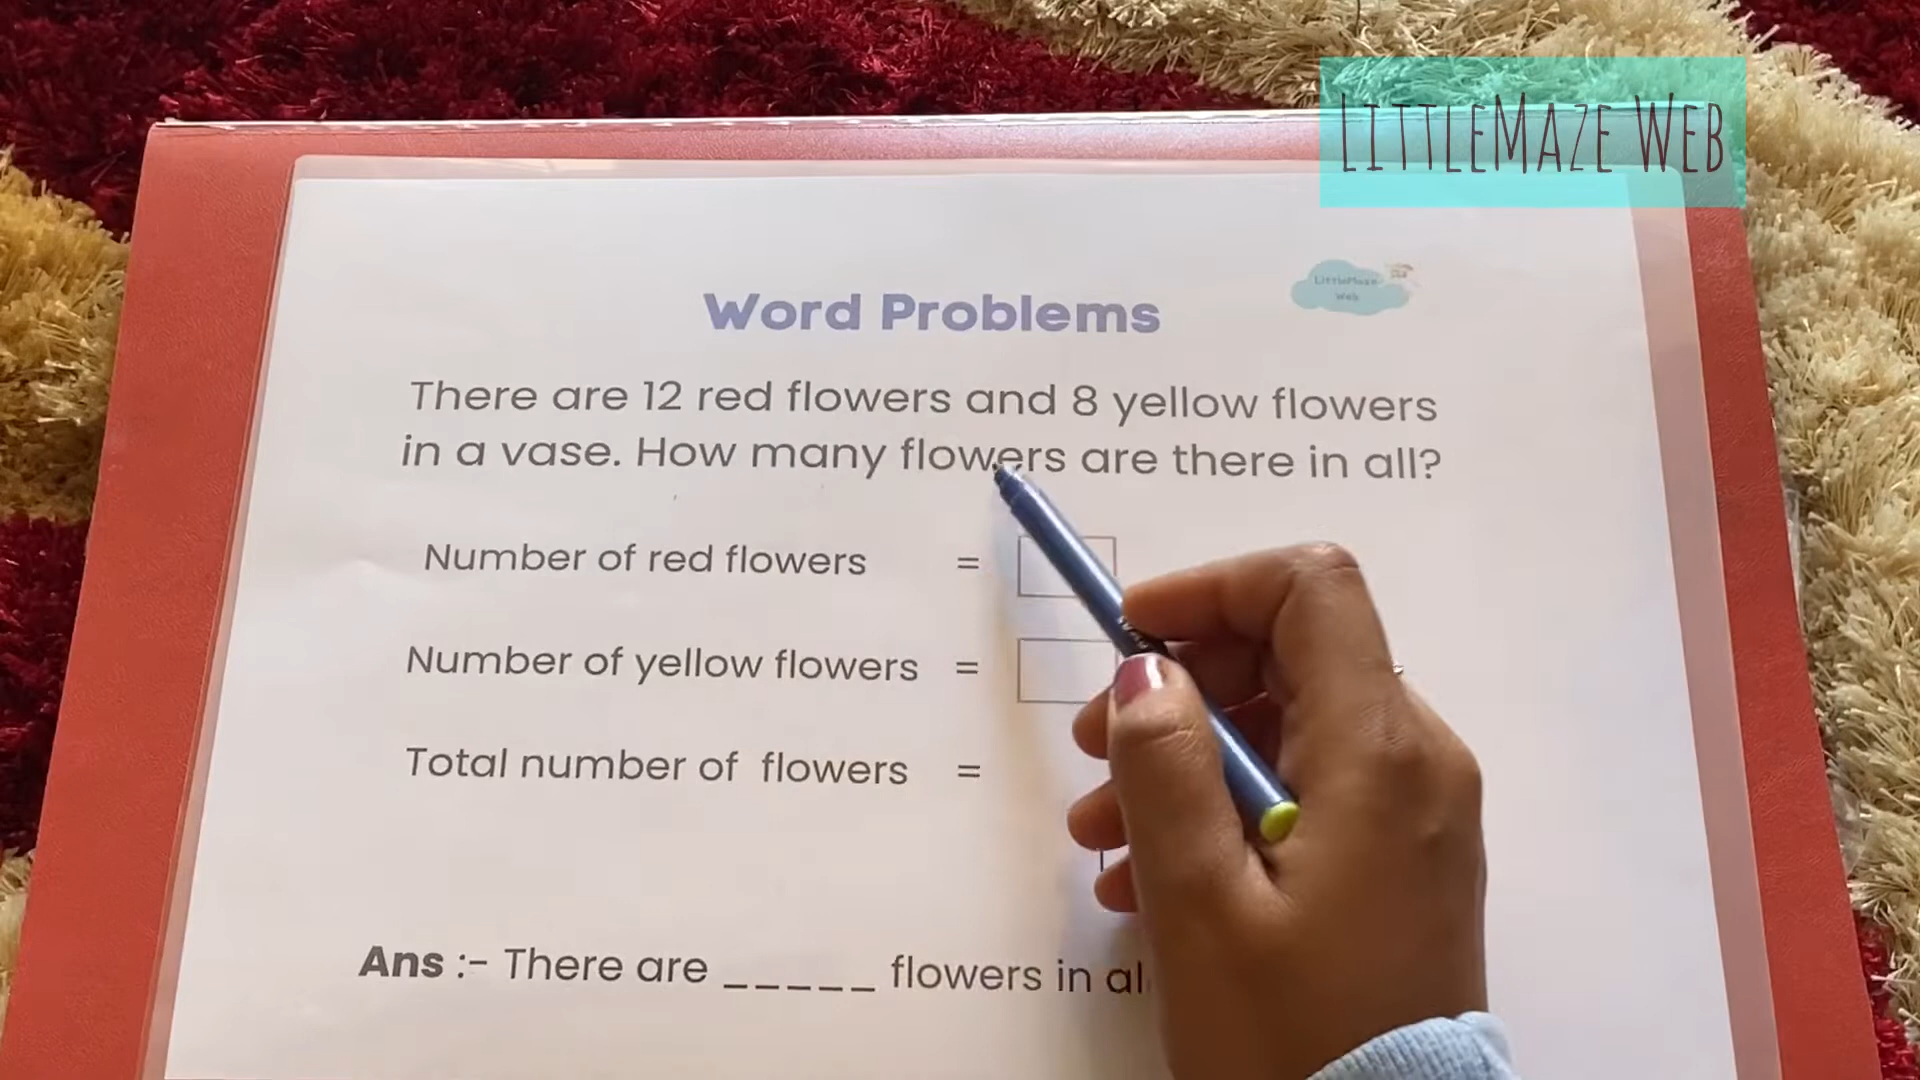 LITTLEMAZE WEB
LittleMaze
Web
Word Problems
There are 12 red flowers and 8 yellow flowers
in a vase. How many flowers are there in all?
Number of red flowers =
Number of yellow flowers =
Total number of flowers =
Ans :- There are _____ flowers in al